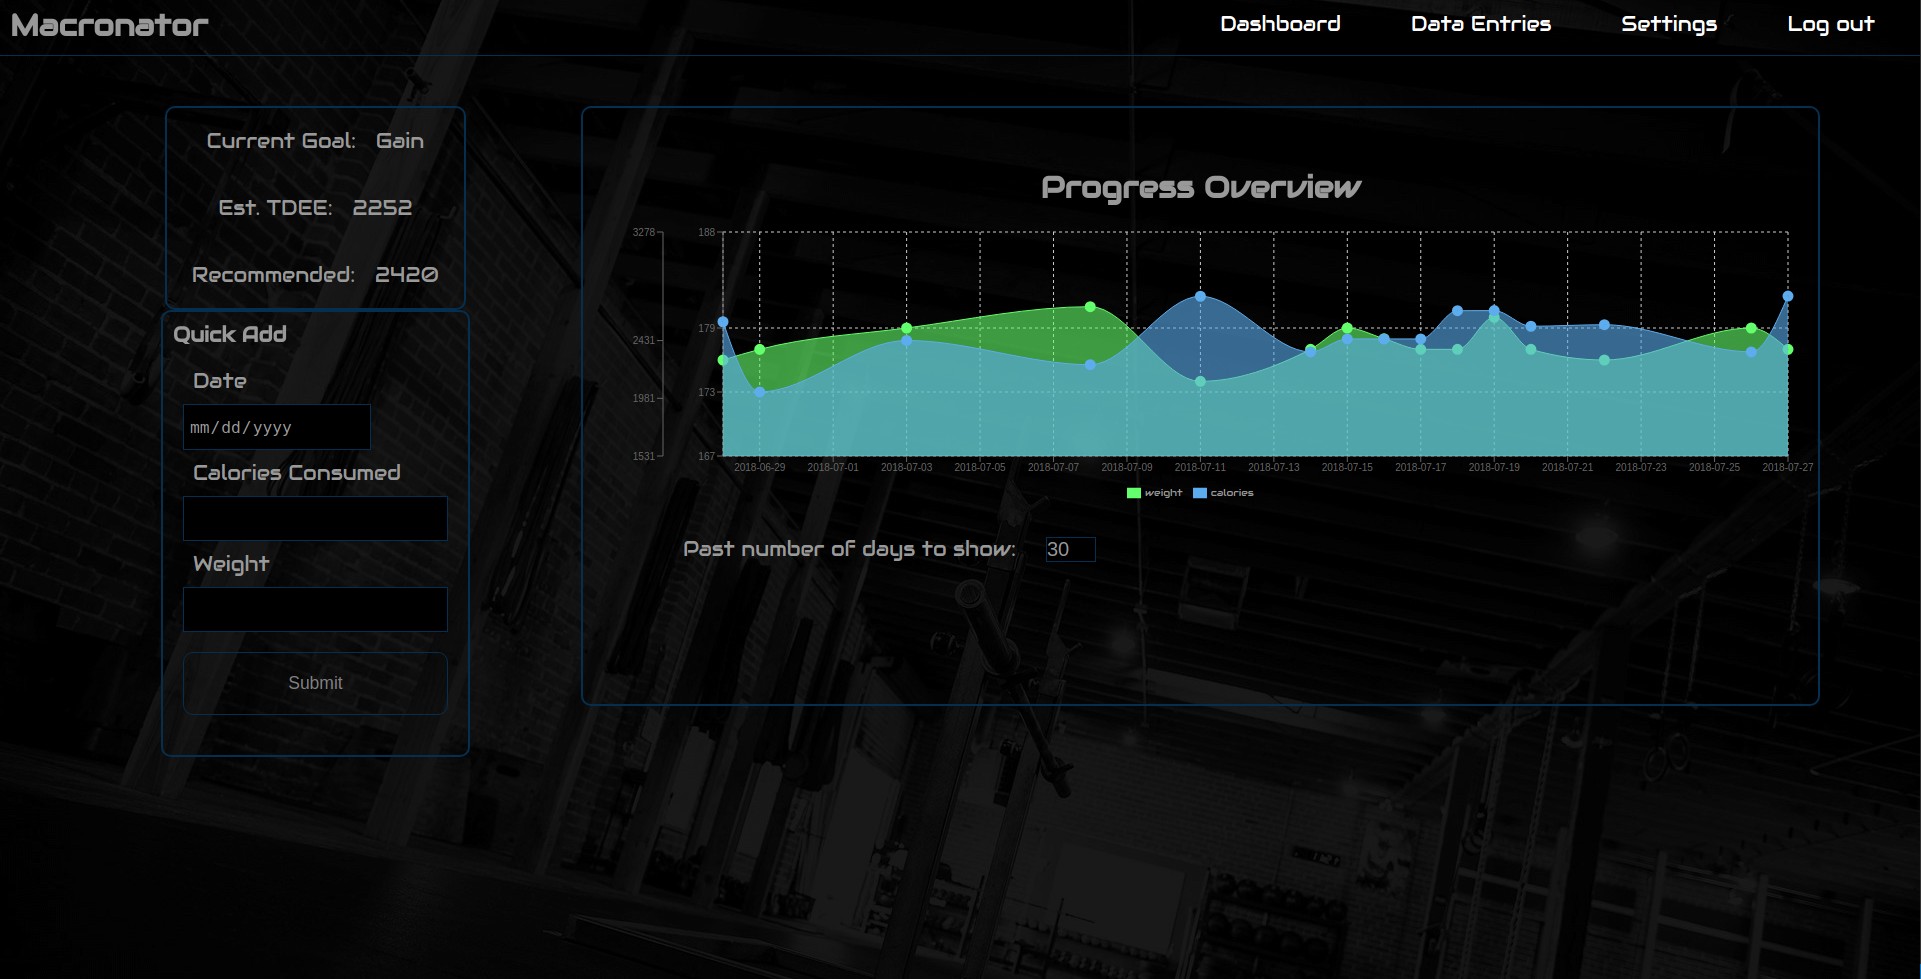 Macronator
Dashboard
Data Entries
Settings
Log out
Current Goal: Gain
Est. TDEE: 2252
Recommended: 2420
Quick Add
Date
mm/dd/yyyy
Calories Consumed
Weight
Submit
Progress Overview
3278
2431
1981
1531
188
179
173
167
2018-06-29 2018-07-01 2018-07-03 2018-07-05 2018-07-07 2018-07-09 2018-07-11 2018-07-13 2018-07-15 2018-07-17 2018-07-19 2018-07-21 2018-07-23 2018-07-25 2018-07-27
weight calories
Past number of days to show: 30